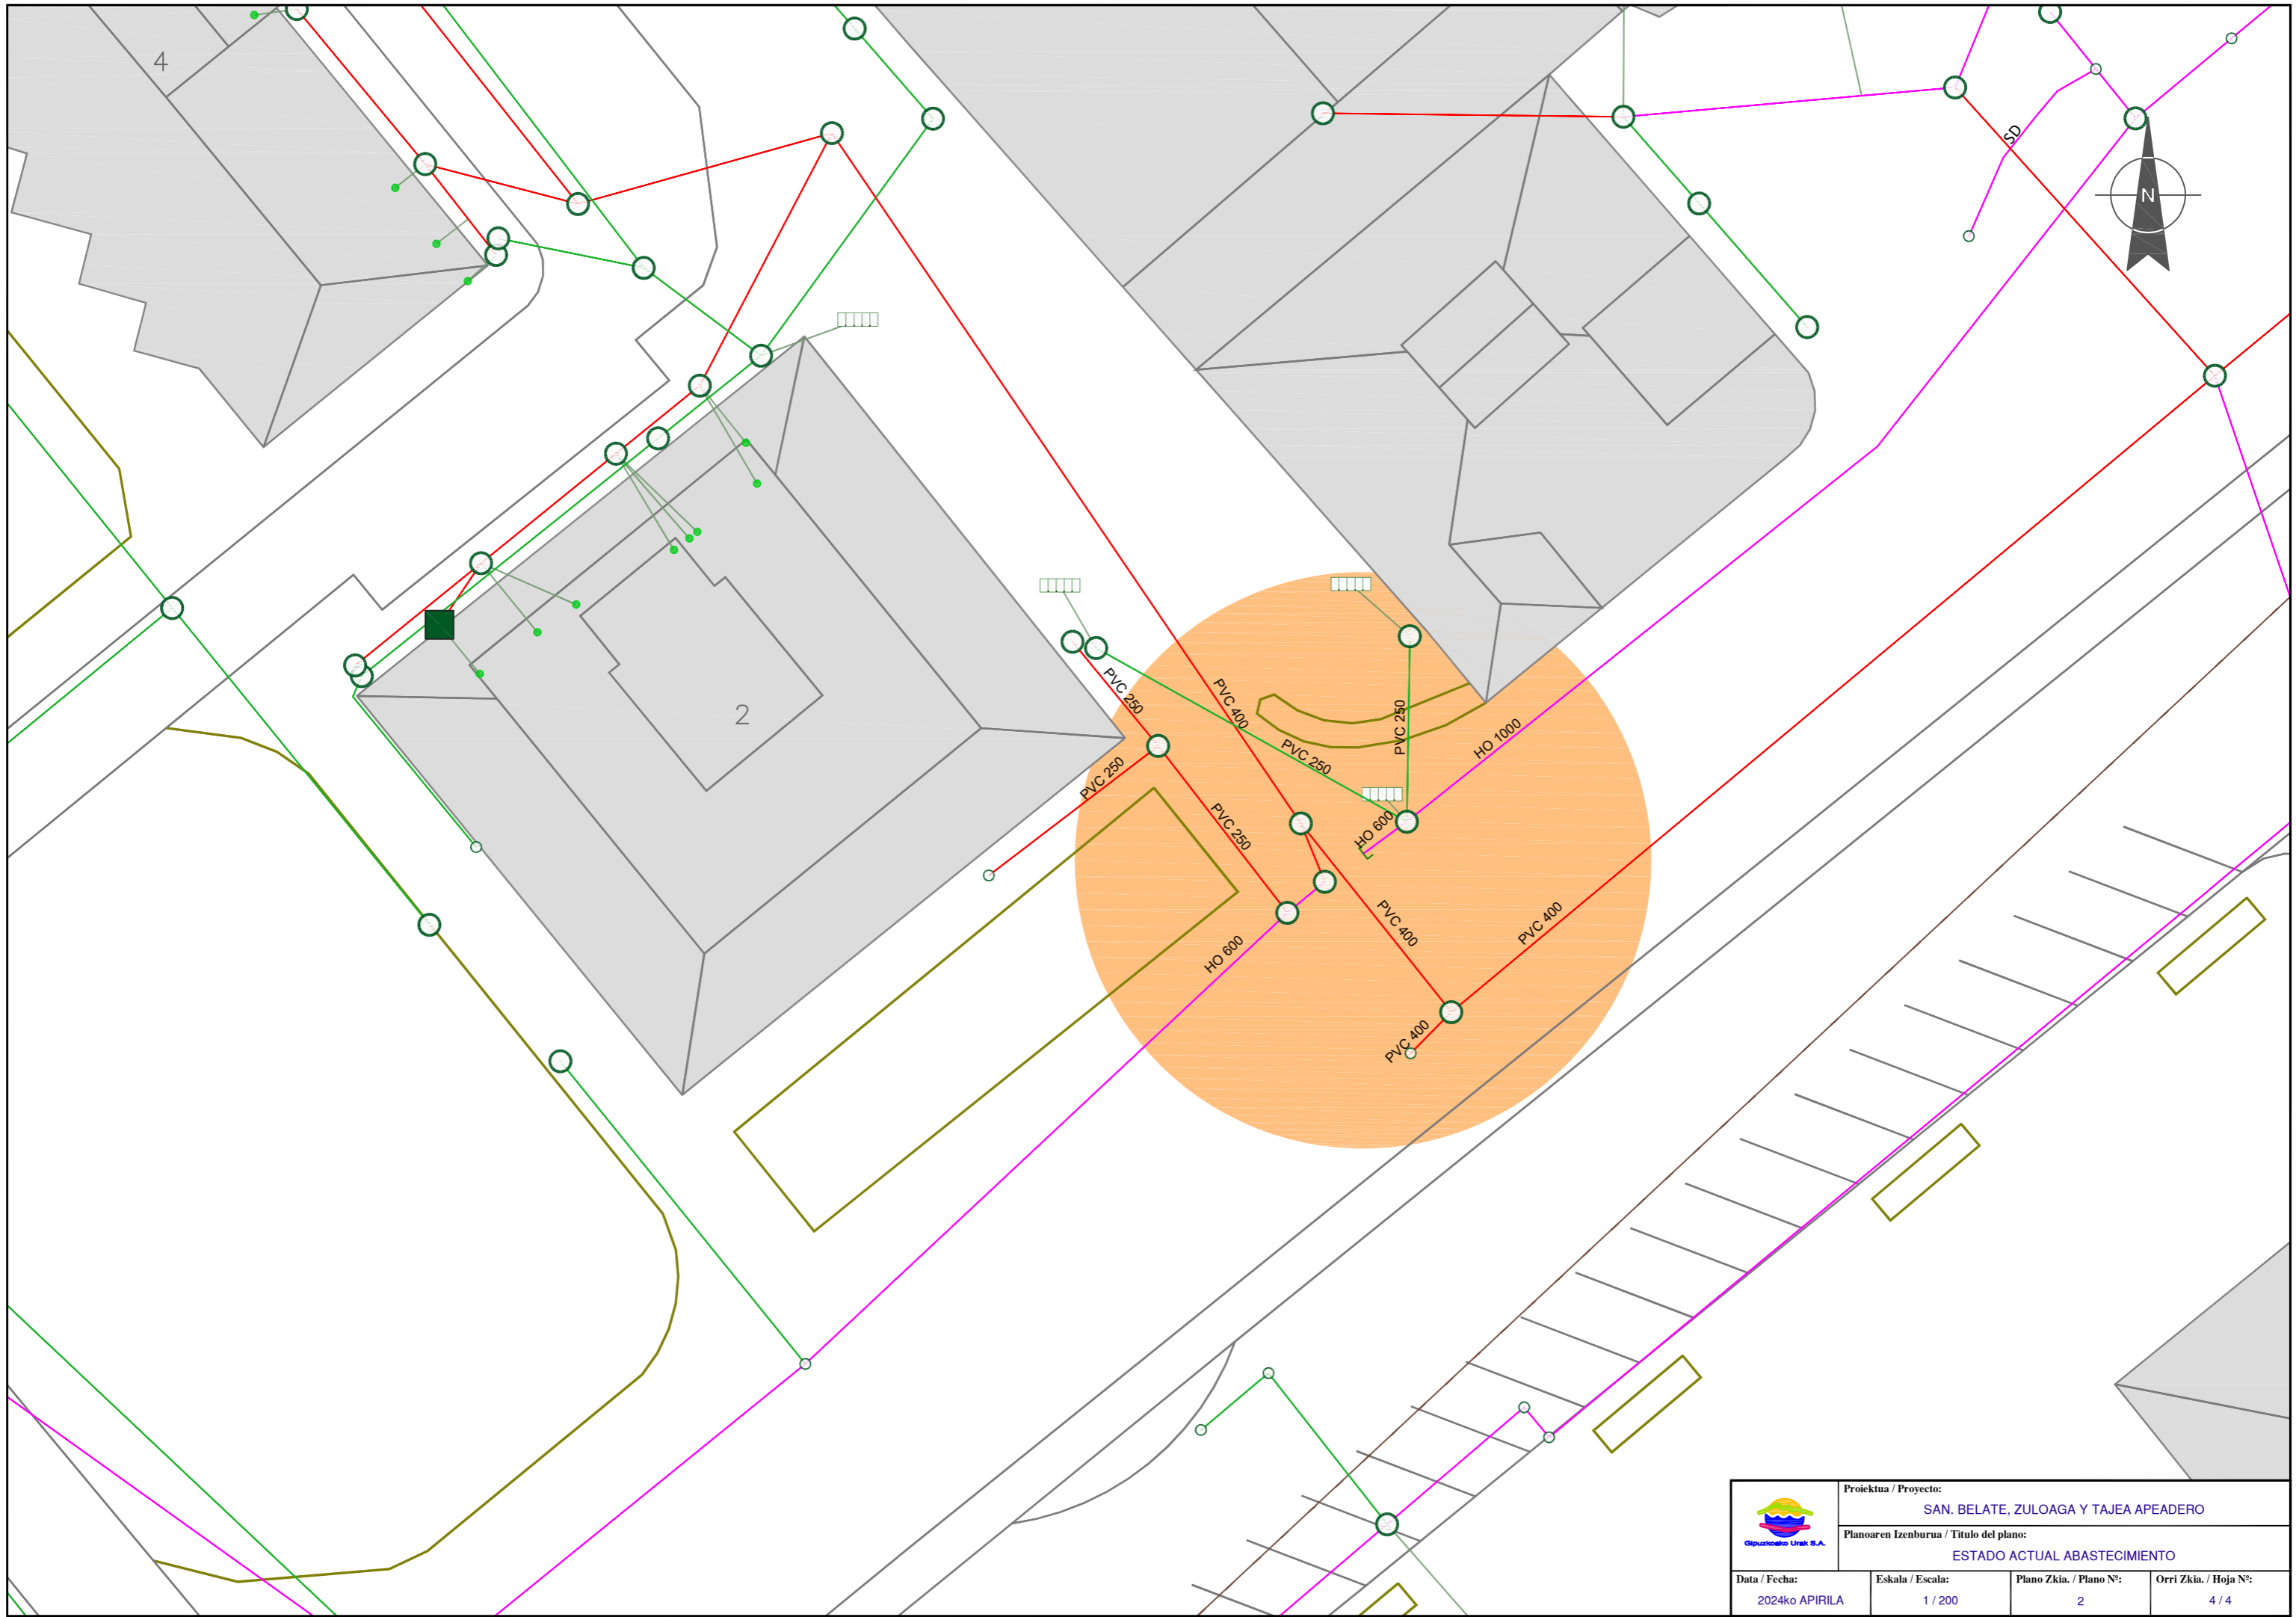 4
SD
N
2
PVC 250
PVC 400
PVC 250
PVC 250
HO 1000
PVC 250
PVC 250
HO 600
PVC 400
PVC 400
HO 600
PVC 400
Proiektua / Proyecto:
SAN. BELATE, ZULOAGA Y TAJEA APEADERO
Planoaren Izenburua / Titulo del plano:
ESTADO ACTUAL ABASTECIMIENTO
Gipuzkoako Urak S.A.
Data / Fecha:
2024ko APIRILA
Eskala / Escala:
1 / 200
Plano Zkia. / Plano Nº:
2
Orri Zkia. / Hoja Nº:
4 / 4